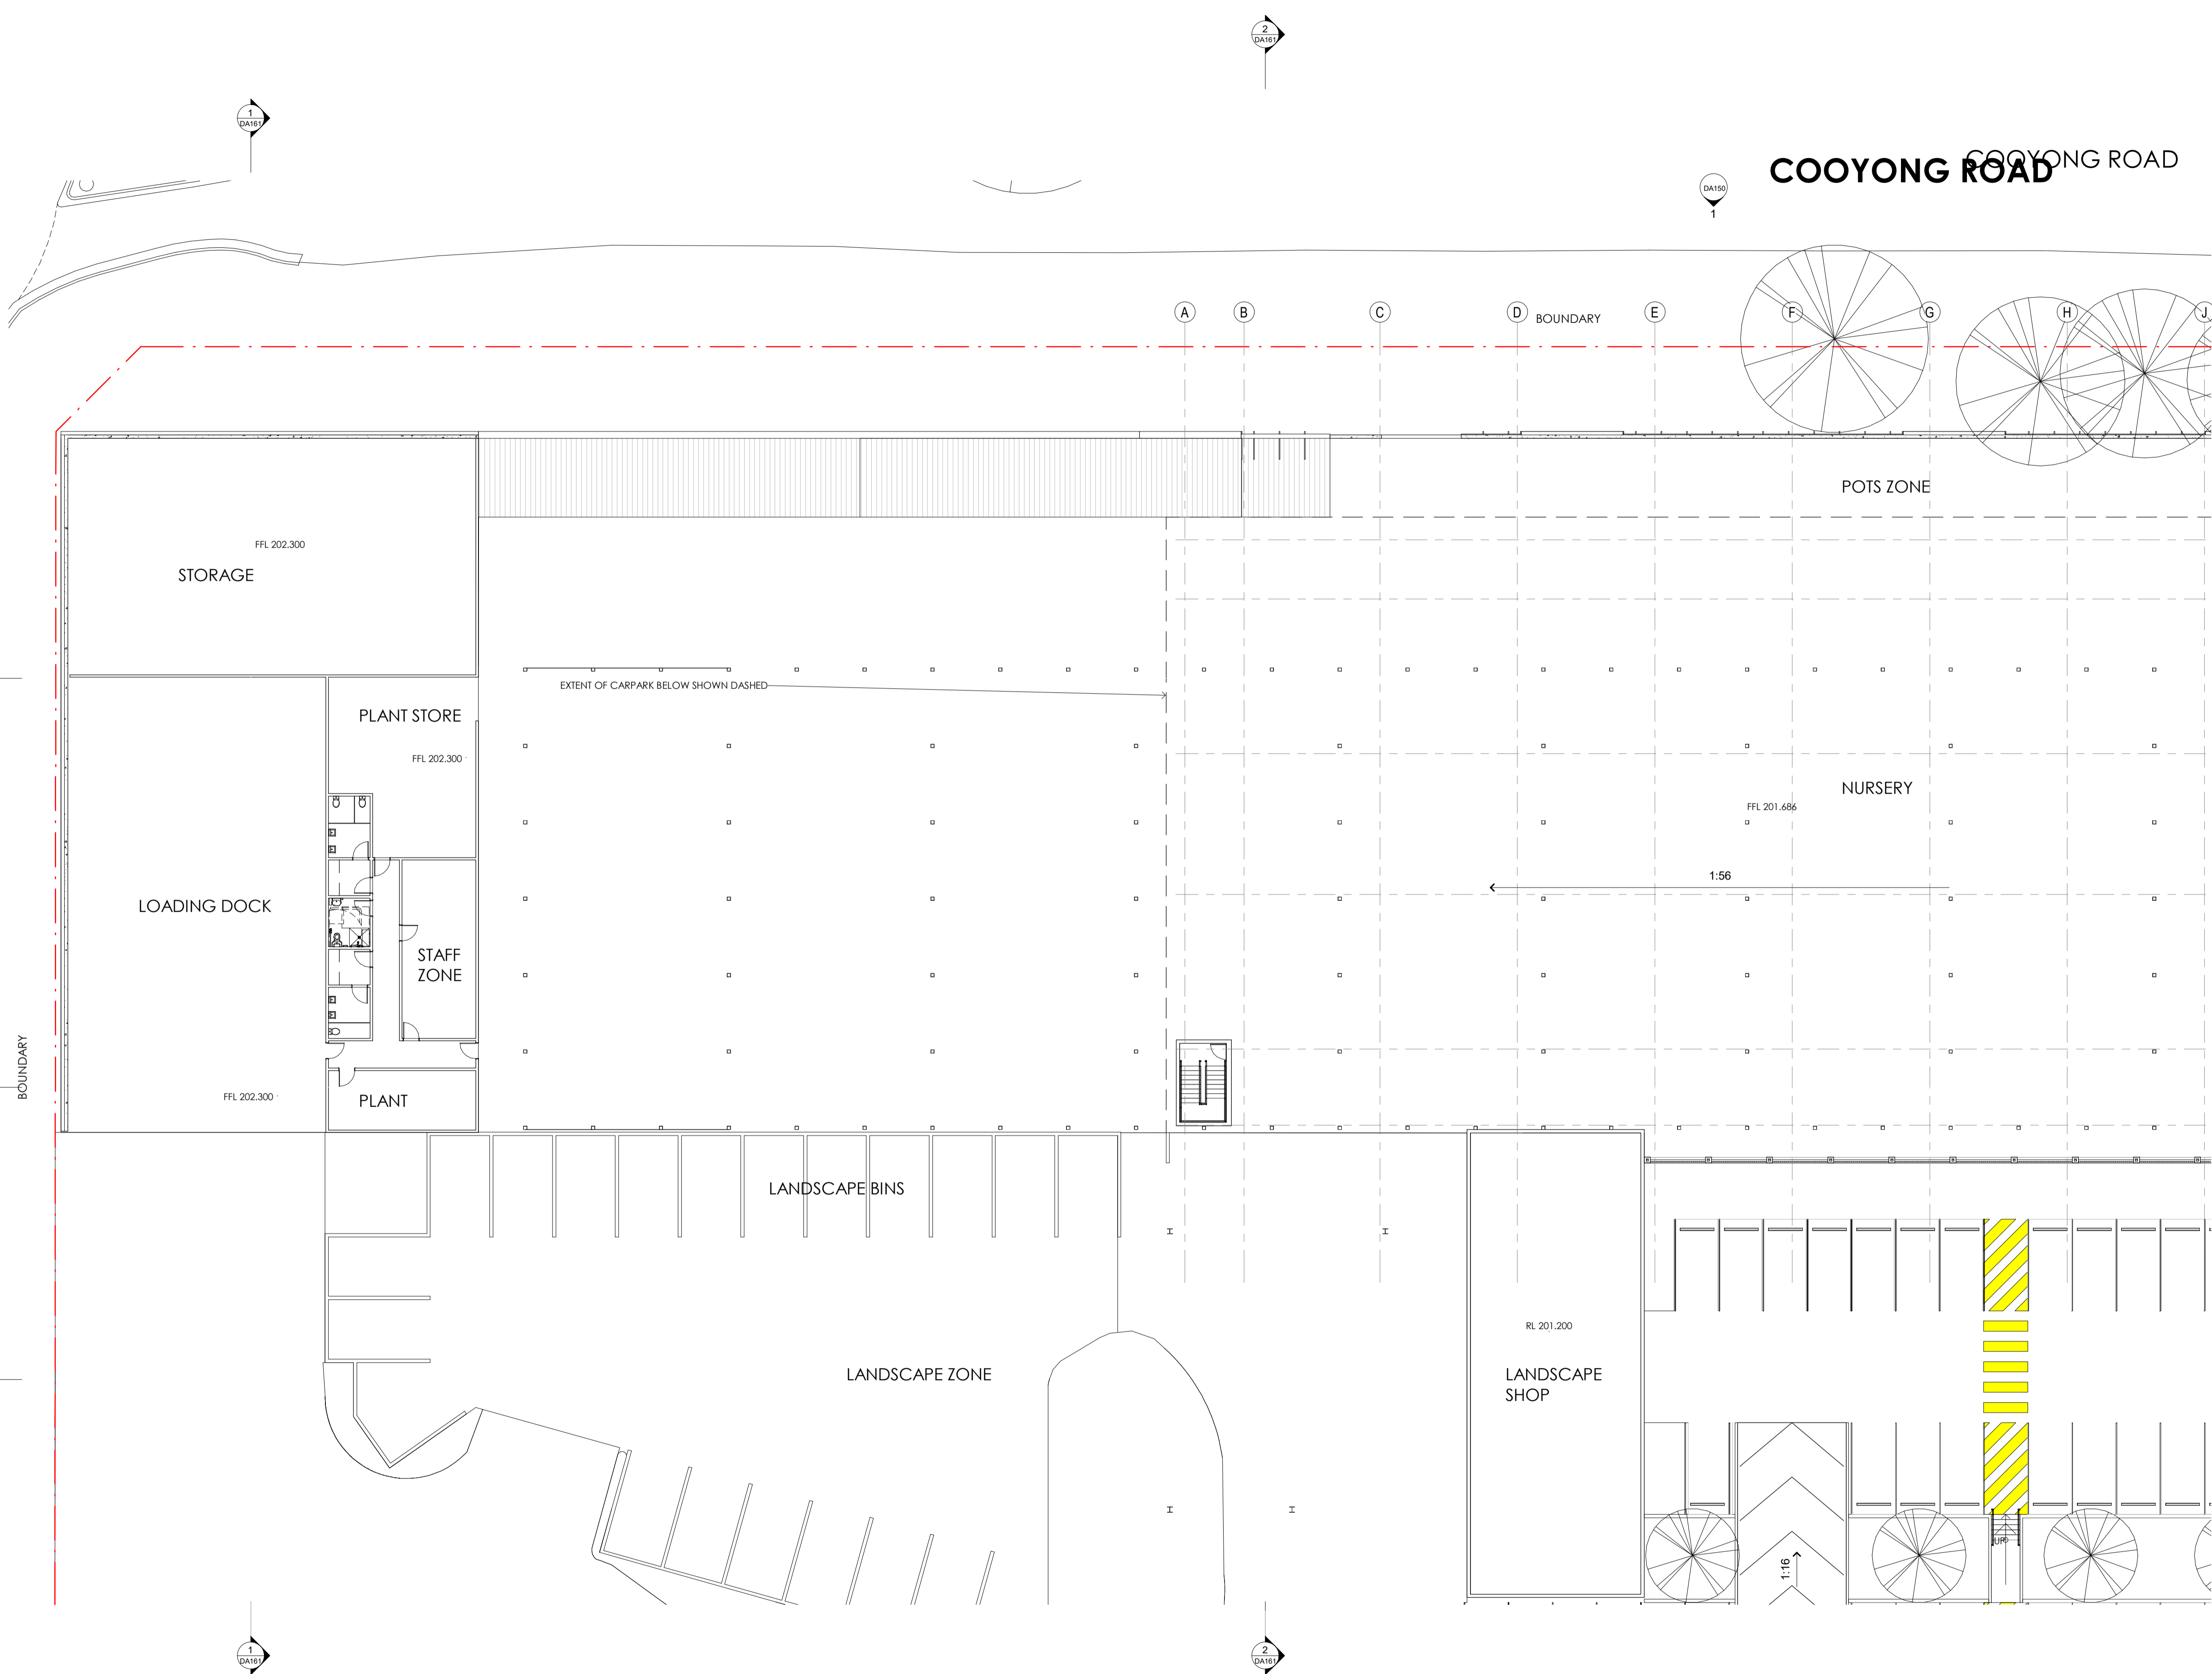 2
DA161
1
DA161
COOYONG ROAD
COOYONG ROAD
DA150
1
A
B
C
D
BOUNDARY
E
F
G
H
J
POTS ZONE
FFL 202.300
STORAGE
EXTENT OF CARPARK BELOW SHOWN DASHED
PLANT STORE
FFL 202.300
NURSERY
FFL 201.686
1:56
LOADING DOCK
STAFF
ZONE
BOUNDARY
FFL 202.300
PLANT
LANDSCAPE BINS
RL 201.200
LANDSCAPE ZONE
LANDSCAPE
SHOP
UP
1:16
1
DA161
2
DA161